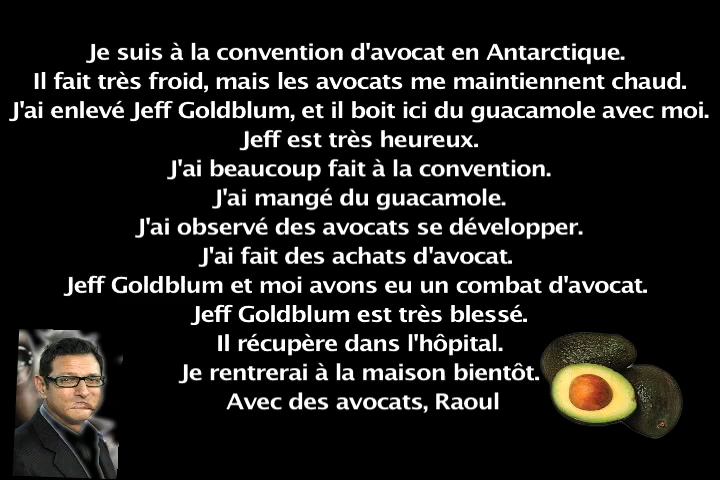 Je suis à la convention d'avocat en Antarctique.
Il fait très froid, mais les avocats me maintiennent chaud.
J'ai enlevé Jeff Goldblum, et il boit ici du guacamole avec moi.
Jeff est très heureux.
J'ai beaucoup fait à la convention.
J'ai mangé du guacamole.
J'ai observé des avocats se développer.
J'ai fait des achats d'avocat.
Jeff Goldblum et moi avons eu un combat d'avocat.
Jeff Goldblum est très blessé.
Il récupère dans l'hôpital.
Je rentrerai à la maison bientôt.
Avec des avocats, Raoul